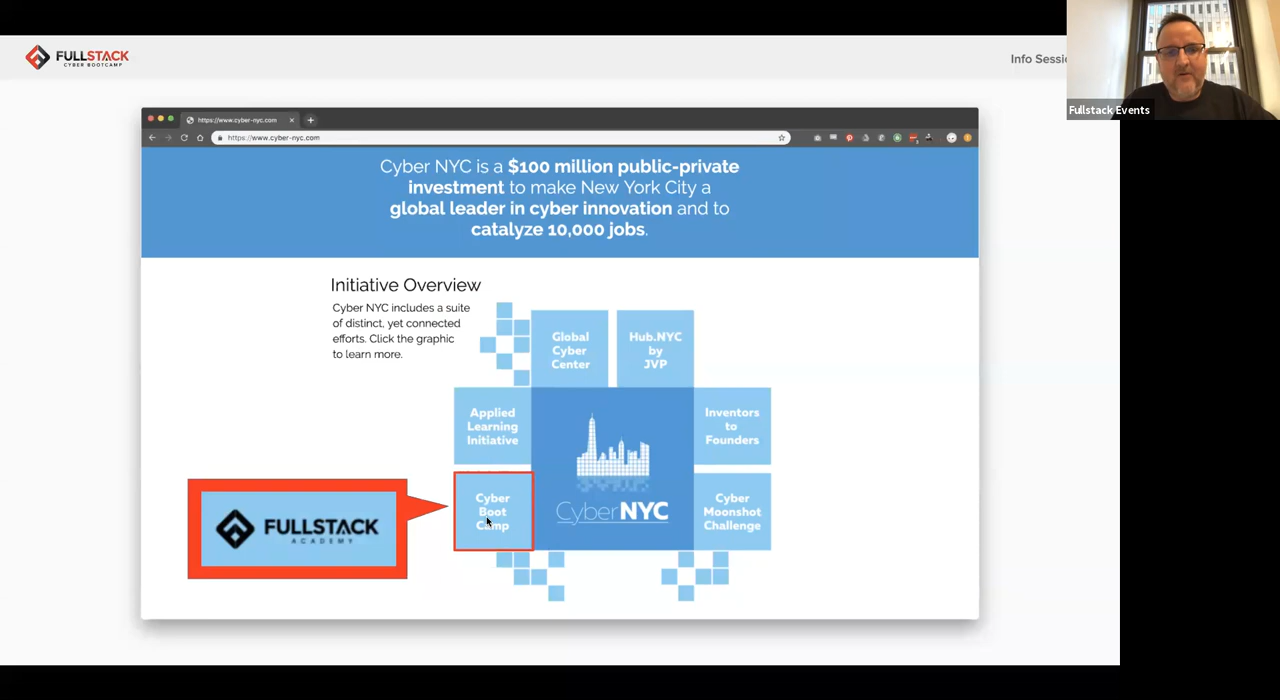 FULLSTACK
CYBER BOOTCAMP
Info Sessi
Fullstack Events
https://www.cyber-nyc.com
https://www.cyber-nyc.com
Cyber NYC is a $100 million public-private
investment to make New York City a
global leader in cyber innovation and to
catalyze 10,000 jobs.
Initiative Overview
Cyber NYC includes a suite
of distinct, yet connected
efforts. Click the graphic
to learn more.
Global
Cyber
Center
Hub.NYC
by
JVP
Applied
Learning
Initiative
Inventors
to
Founders
Cyber
Boot
Camp
CyberNYC
Cyber
Moonshot
Challenge
FULLSTACK
ACADEMY